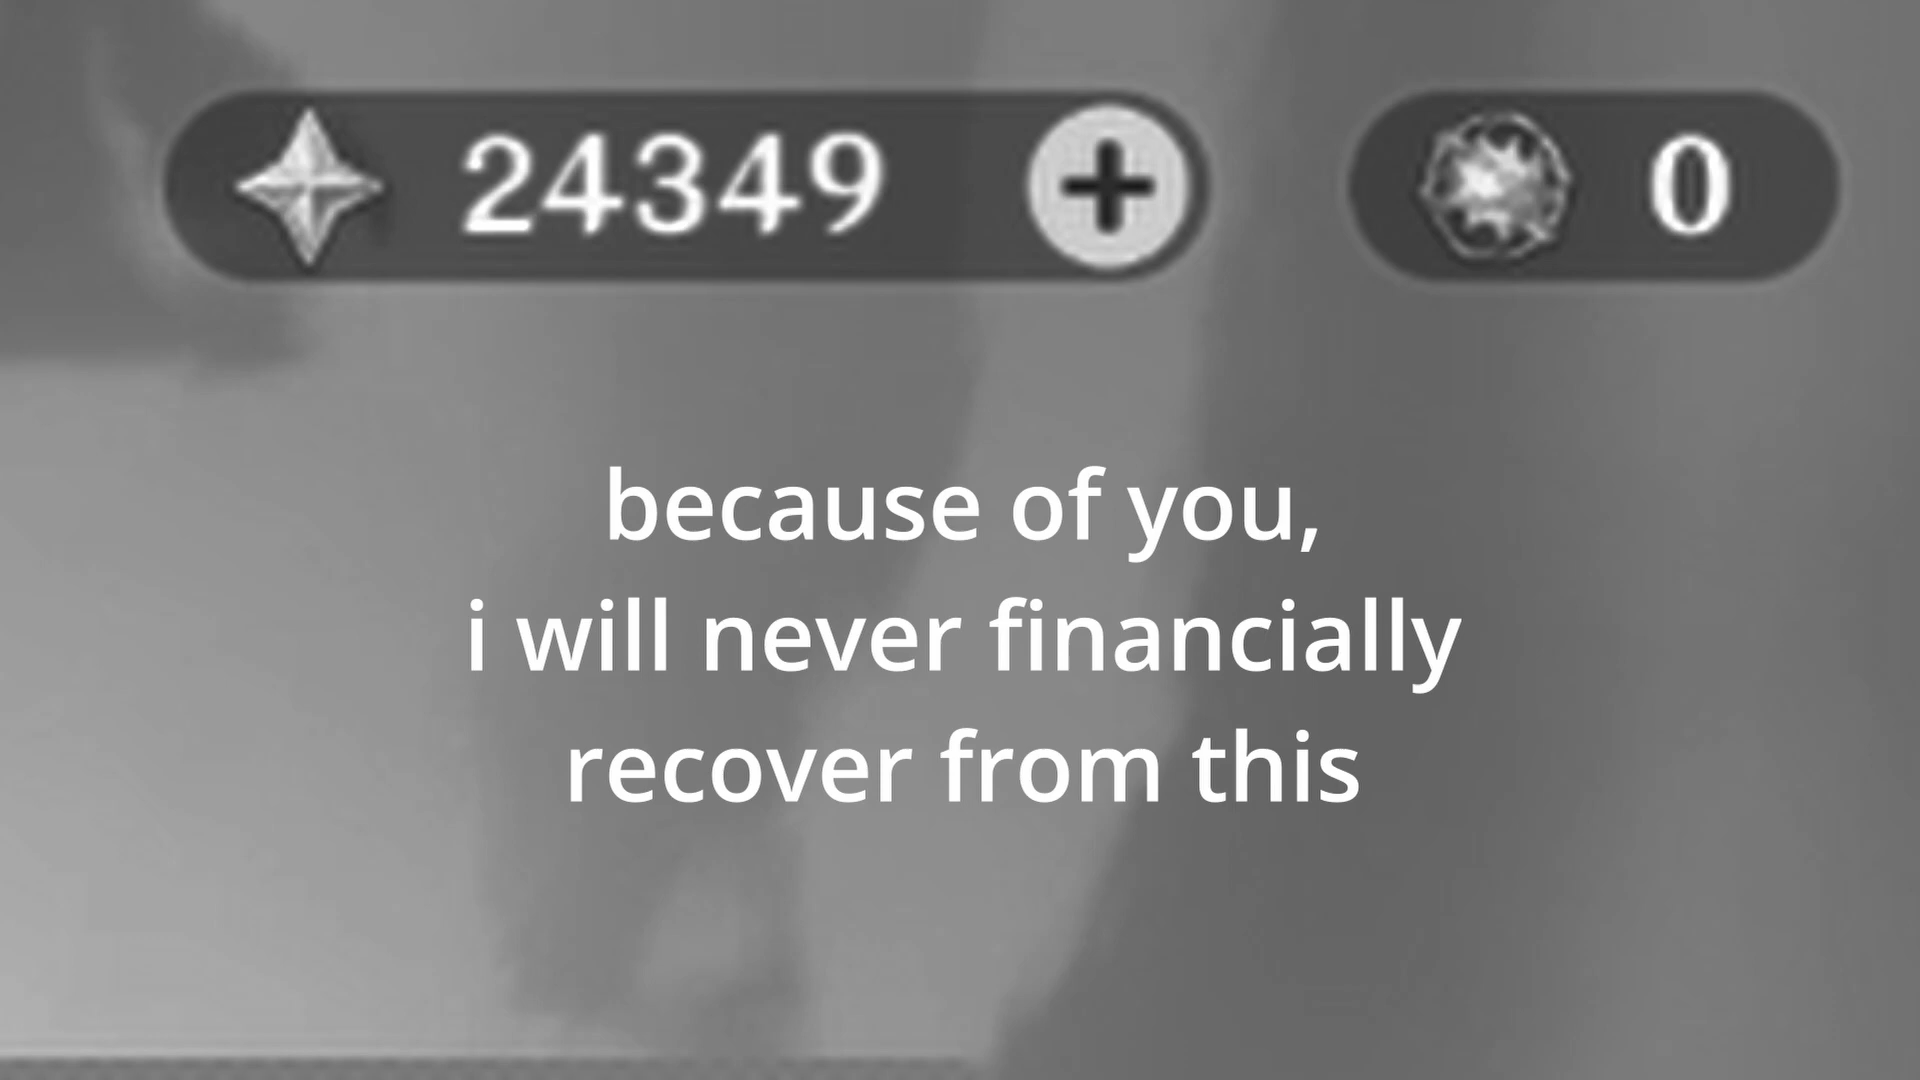 24349 + 0
because of you,
i will never financially
recover from this